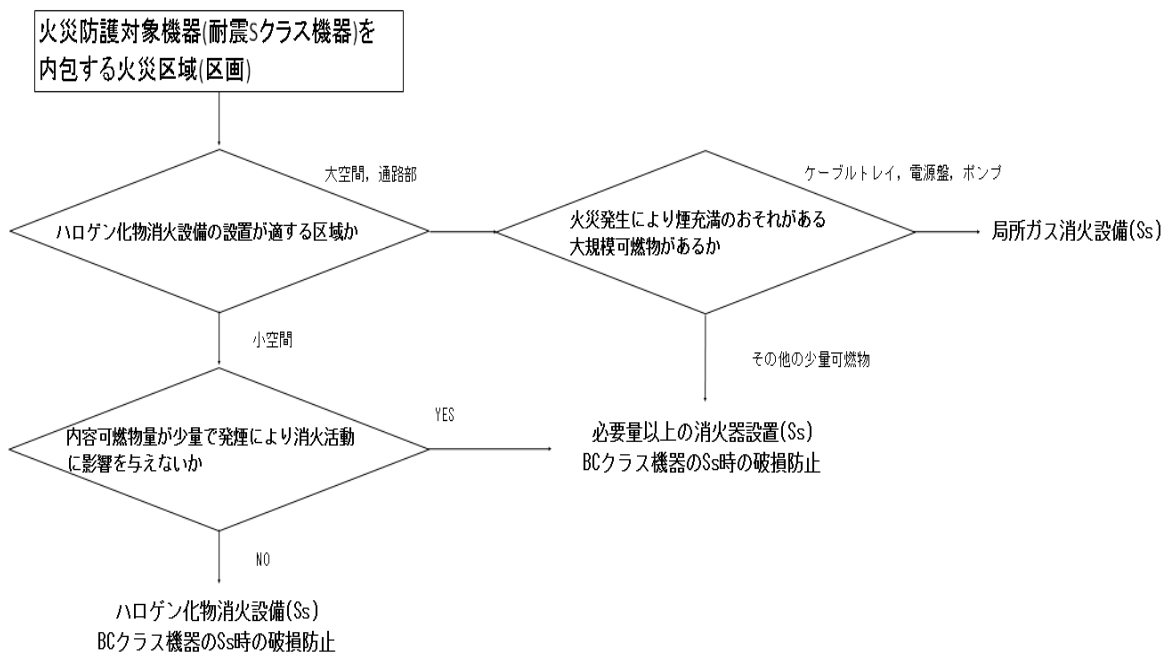 火災防護対象機器(耐震Sクラス機器)を
内包する火災区域(区画)
大空間，通路部
ケーブルトレイ，電源盤，ポンプ
ハロゲン化物消火設備の設置が適する区域か
火災発生により煙充満のおそれがある
大規模可燃物があるか
局所ガス消火設備(Ss)
小空間
その他の少量可燃物
内容可燃物量が少量で発煙により消火活動
に影響を与えないか
YES
必要量以上の消火器設置(Ss)
BCクラス機器のSs時の破損防止
NO
ハロゲン化物消火設備(Ss)
BCクラス機器のSs時の破損防止